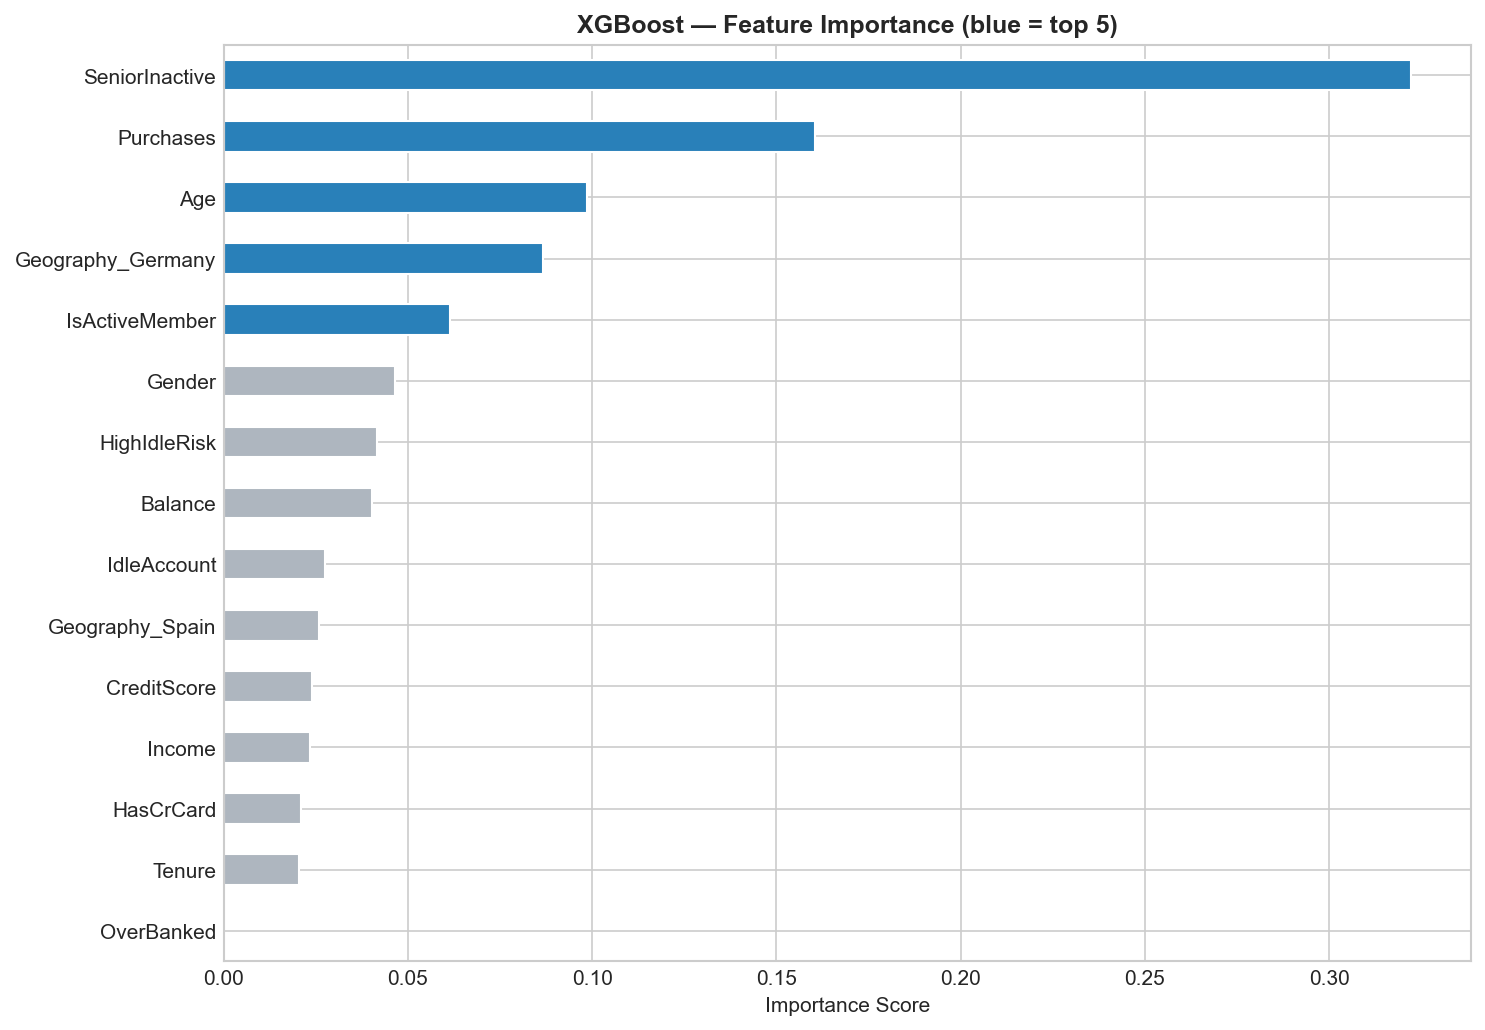 XGBoost — Feature Importance (blue = top 5)
SeniorInactive
Purchases
Age
Geography_Germany
IsActiveMember
Gender
HighIdleRisk
Balance
IdleAccount
Geography_Spain
CreditScore
Income
HasCrCard
Tenure
OverBanked
0.00 0.05 0.10 0.15 0.20 0.25 0.30
Importance Score